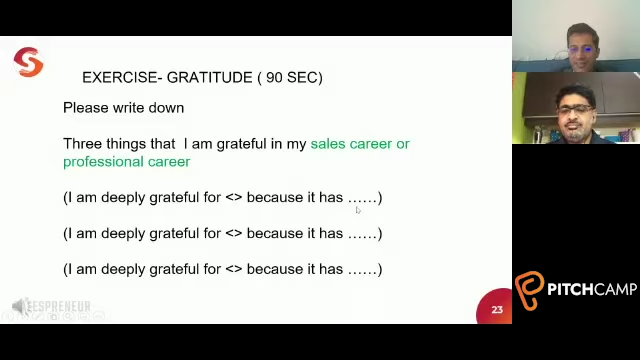 EXERCISE- GRATITUDE ( 90 SEC)
Please write down
Three things that I am grateful in my sales career or
professional career
(I am deeply grateful for <> because it has ……)
(I am deeply grateful for <> because it has ……)
(I am deeply grateful for <> because it has ……)
EESPRENEUR
23
PITCHCAMP